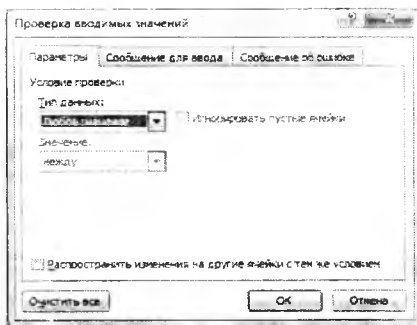 Проверка вводимых значений
Параметры Сообщение для ввода Сообщение об ошибке
Условие проверки
Тип данных:
Любое значение Игнорировать пустые ячейки
Значение:
между
Распространить изменения на другие ячейки с тем же условием
Очистить все ОК Отмена